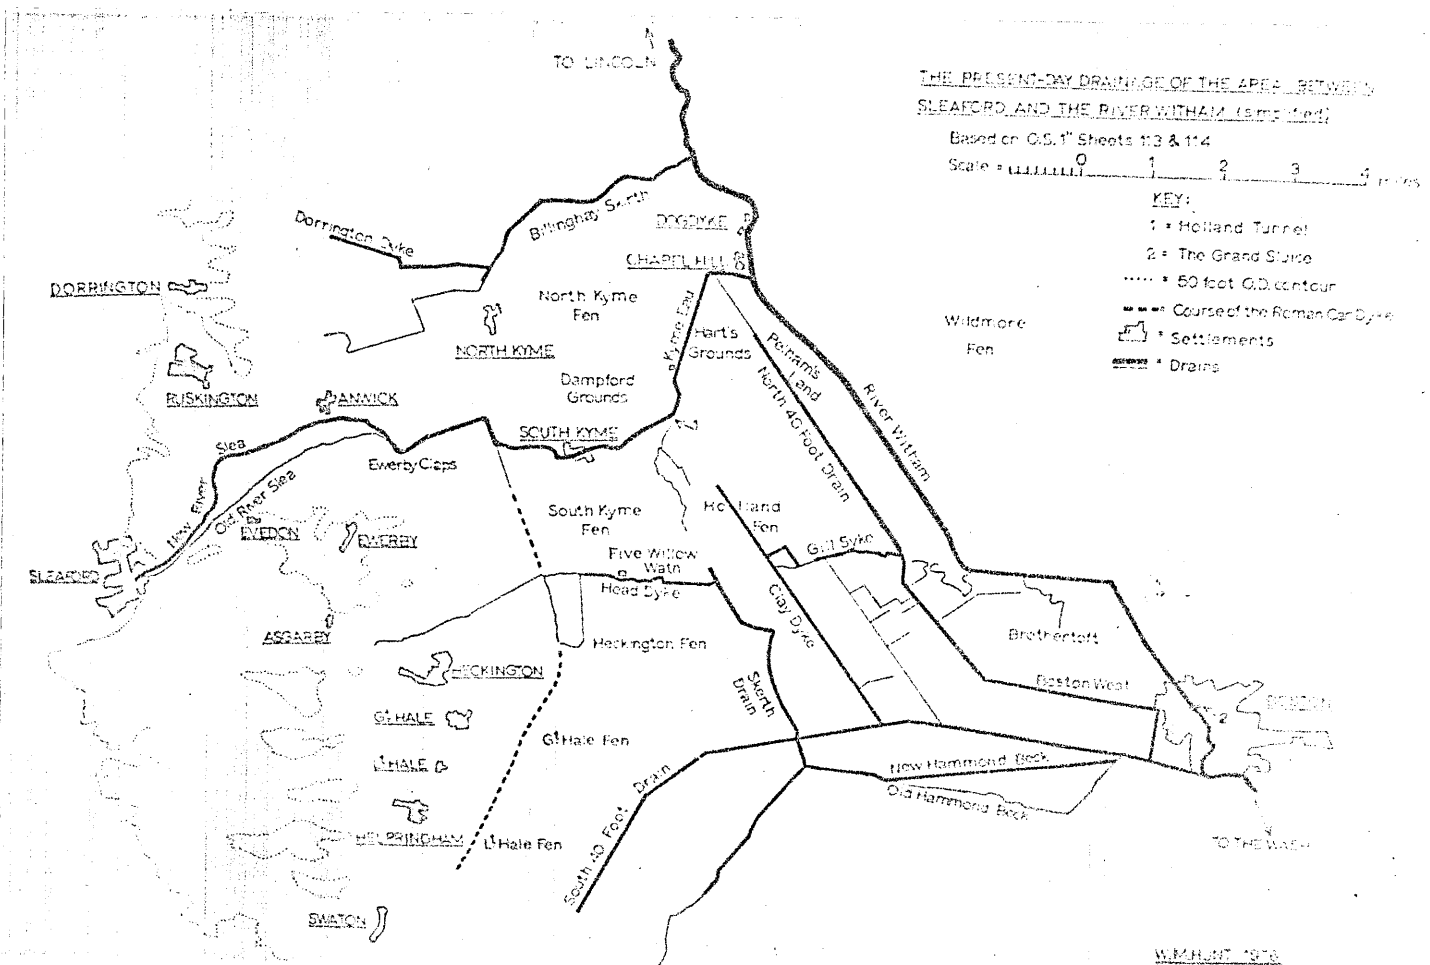 N
TO LINCOLN
THE PRESENT-DAY DRAINAGE OF THE AREA BETWEEN
SLEAFORD AND THE RIVER WITHAM (simplified)
Based on O.S. 1" Sheets 113 & 114
Scale = 0 1 2 3 4 miles
KEY:
1 = Holland Tunnel
2 = The Grand Sluice
= 50 foot O.D. contour
= Course of the Roman Car Dyke
= Settlements
= Drains
Dorrington Dyke
Billinghay Skirth
DOGDYKE
CHAPEL HILL
DORRINGTON
North Kyme
Fen
Kyme Eau
Hart's
Grounds
Pelham's
Land
Wildmore
Fen
NORTH KYME
RUSKINGTON
ANWICK
Dampford
Grounds
North 40 Foot Drain
River Witham
SOUTH KYME
New River Slea
Old River Slea
Ewerby Claps
EVEDON
EWERBY
South Kyme
Fen
Holland
Fen
Gill Syke
Five Willow
Wath
Head Dyke
SLEAFORD
ASGARBY
Clay Dyke
Brothertoft
Heckington Fen
HECKINGTON
Skerth
Drain
Boston West
BOSTON
2
Gt HALE
Gt Hale Fen
Lt HALE
New Hammond Beck
Old Hammond Beck
South 40 Foot Drain
HELPRINGHAM
Lt Hale Fen
TO THE WASH
SWATON
W.M.HUNT